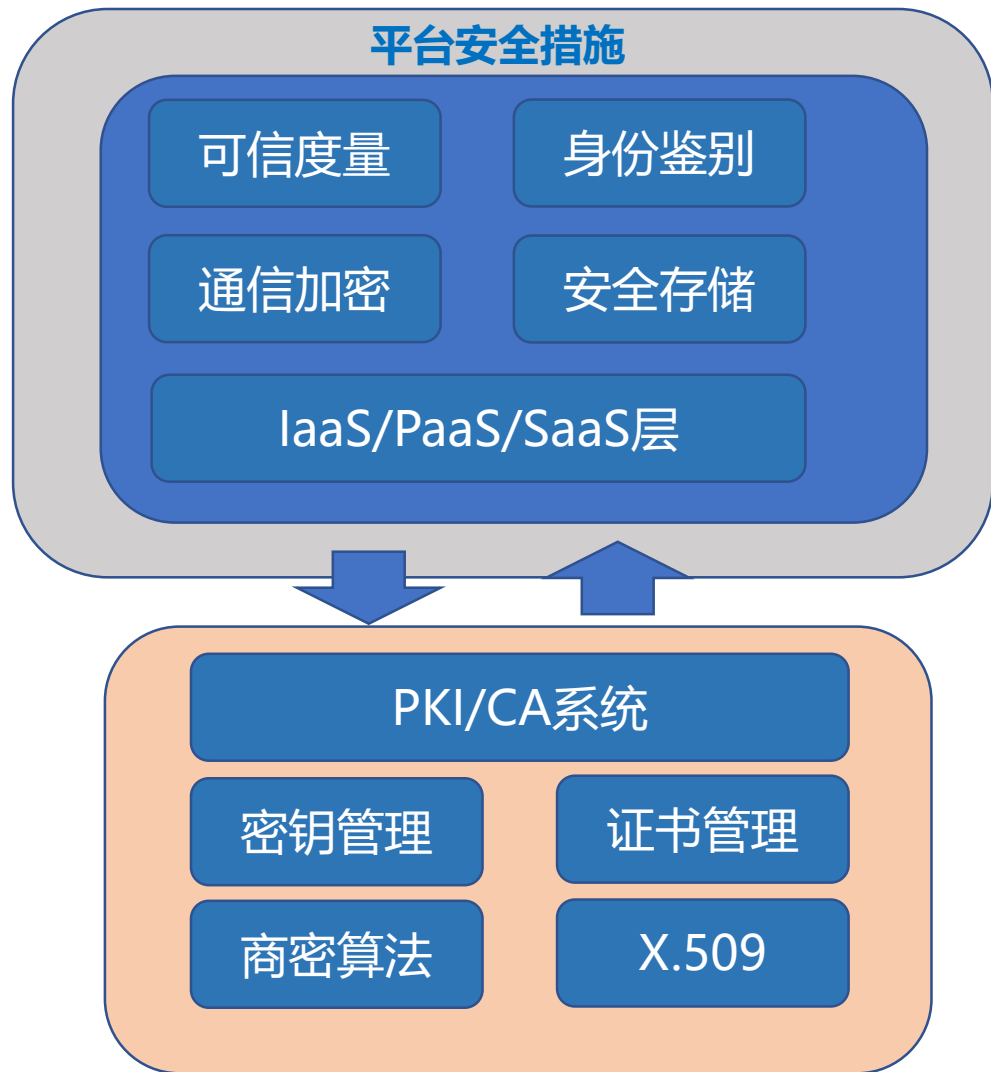 平台安全措施
可信度量
身份鉴别
通信加密
安全存储
IaaS/PaaS/SaaS层
PKI/CA系统
密钥管理
证书管理
商密算法
X.509